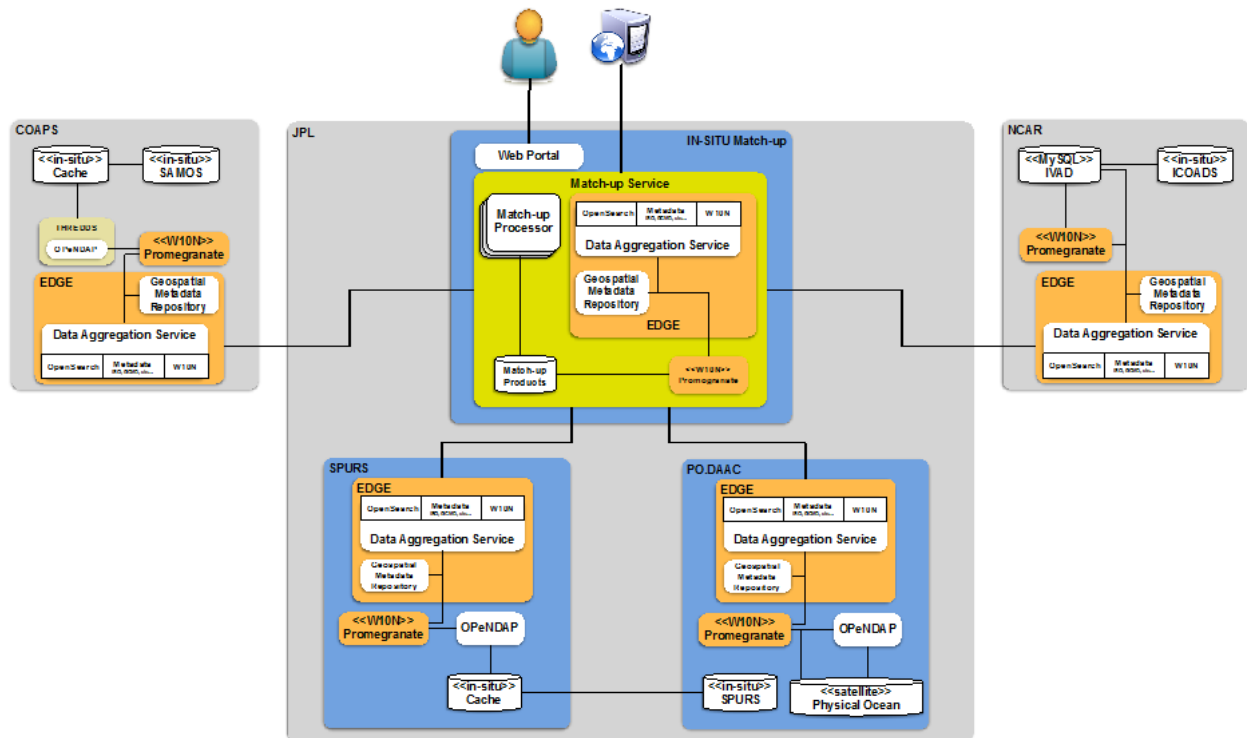 COAPS
<<in-situ>>
Cache
<<in-situ>>
SAMOS
THREDDS
OPeNDAP
<<W10N>>
Promegranate
EDGE
Geospatial
Metadata
Repository
Data Aggregation Service
OpenSearch
Metadata
W10N
JPL
IN-SITU Match-up
Web Portal
Match-up Service
Match-up
Processor
OpenSearch
Metadata
W10N
Data Aggregation Service
Geospatial
Metadata
Repository
EDGE
Match-up
Products
<<W10N>>
Promogranate
NCAR
<<MySQL>>
IVAD
<<in-situ>>
ICOADS
<<W10N>>
Promegranate
EDGE
Geospatial
Metadata
Repository
Data Aggregation Service
OpenSearch
Metadata
W10N
SPURS
EDGE
OpenSearch
Metadata
W10N
Data Aggregation Service
Geospatial
Metadata
Repository
<<W10N>>
Promegranate
OPeNDAP
<<in-situ>>
Cache
PO.DAAC
EDGE
OpenSearch
Metadata
W10N
Data Aggregation Service
Geospatial
Metadata
Repository
<<W10N>>
Promegranate
OPeNDAP
<<in-situ>>
SPURS
<<satellite>>
Physical Ocean